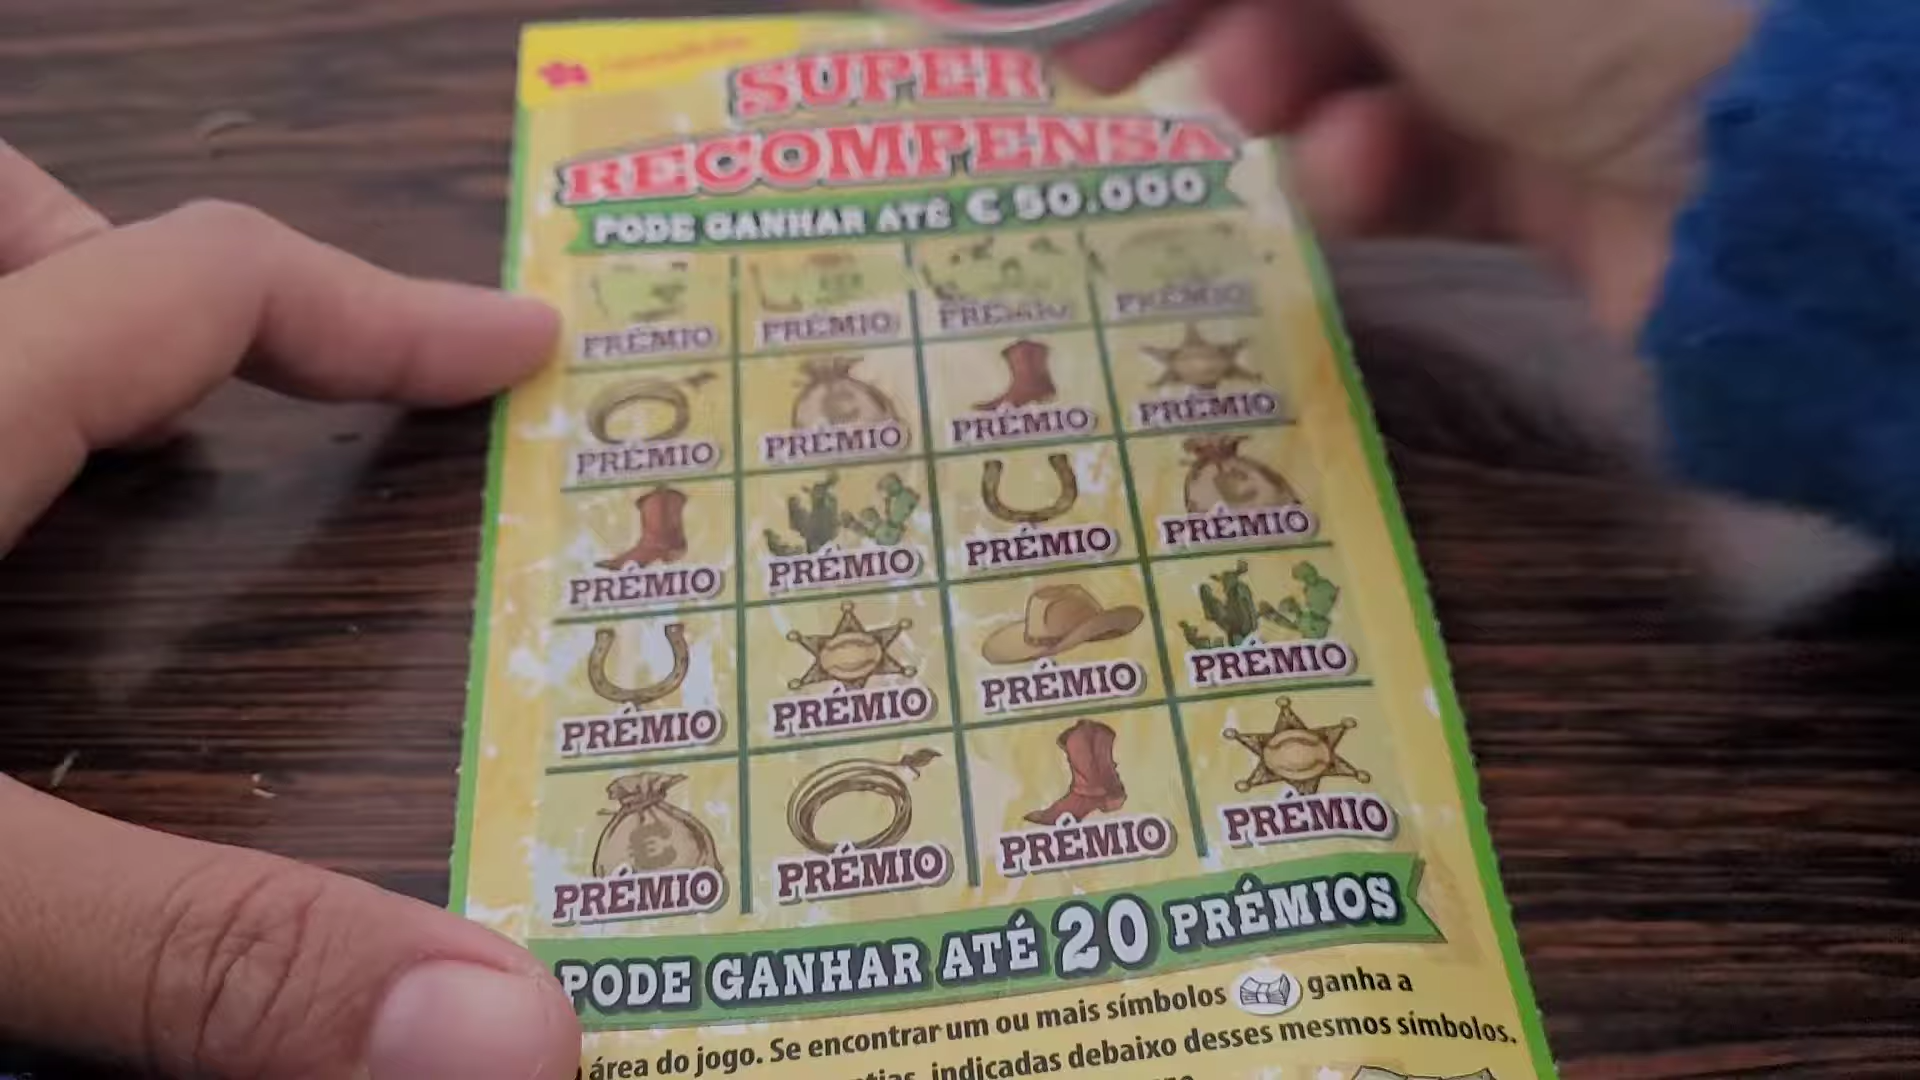 SUPER
RECOMPENSA
PODE GANHAR ATÉ € 50.000
PRÉMIO PRÉMIO PRÉMIO PRÉMIO
PRÉMIO PRÉMIO PRÉMIO PRÉMIO
PRÉMIO PRÉMIO PRÉMIO PRÉMIO
PRÉMIO PRÉMIO PRÉMIO PRÉMIO
PRÉMIO PRÉMIO PRÉMIO PRÉMIO
PODE GANHAR ATÉ 20 PRÉMIOS
área do jogo. Se encontrar um ou mais símbolos ganha a
indicadas debaixo desses mesmos símbolos.